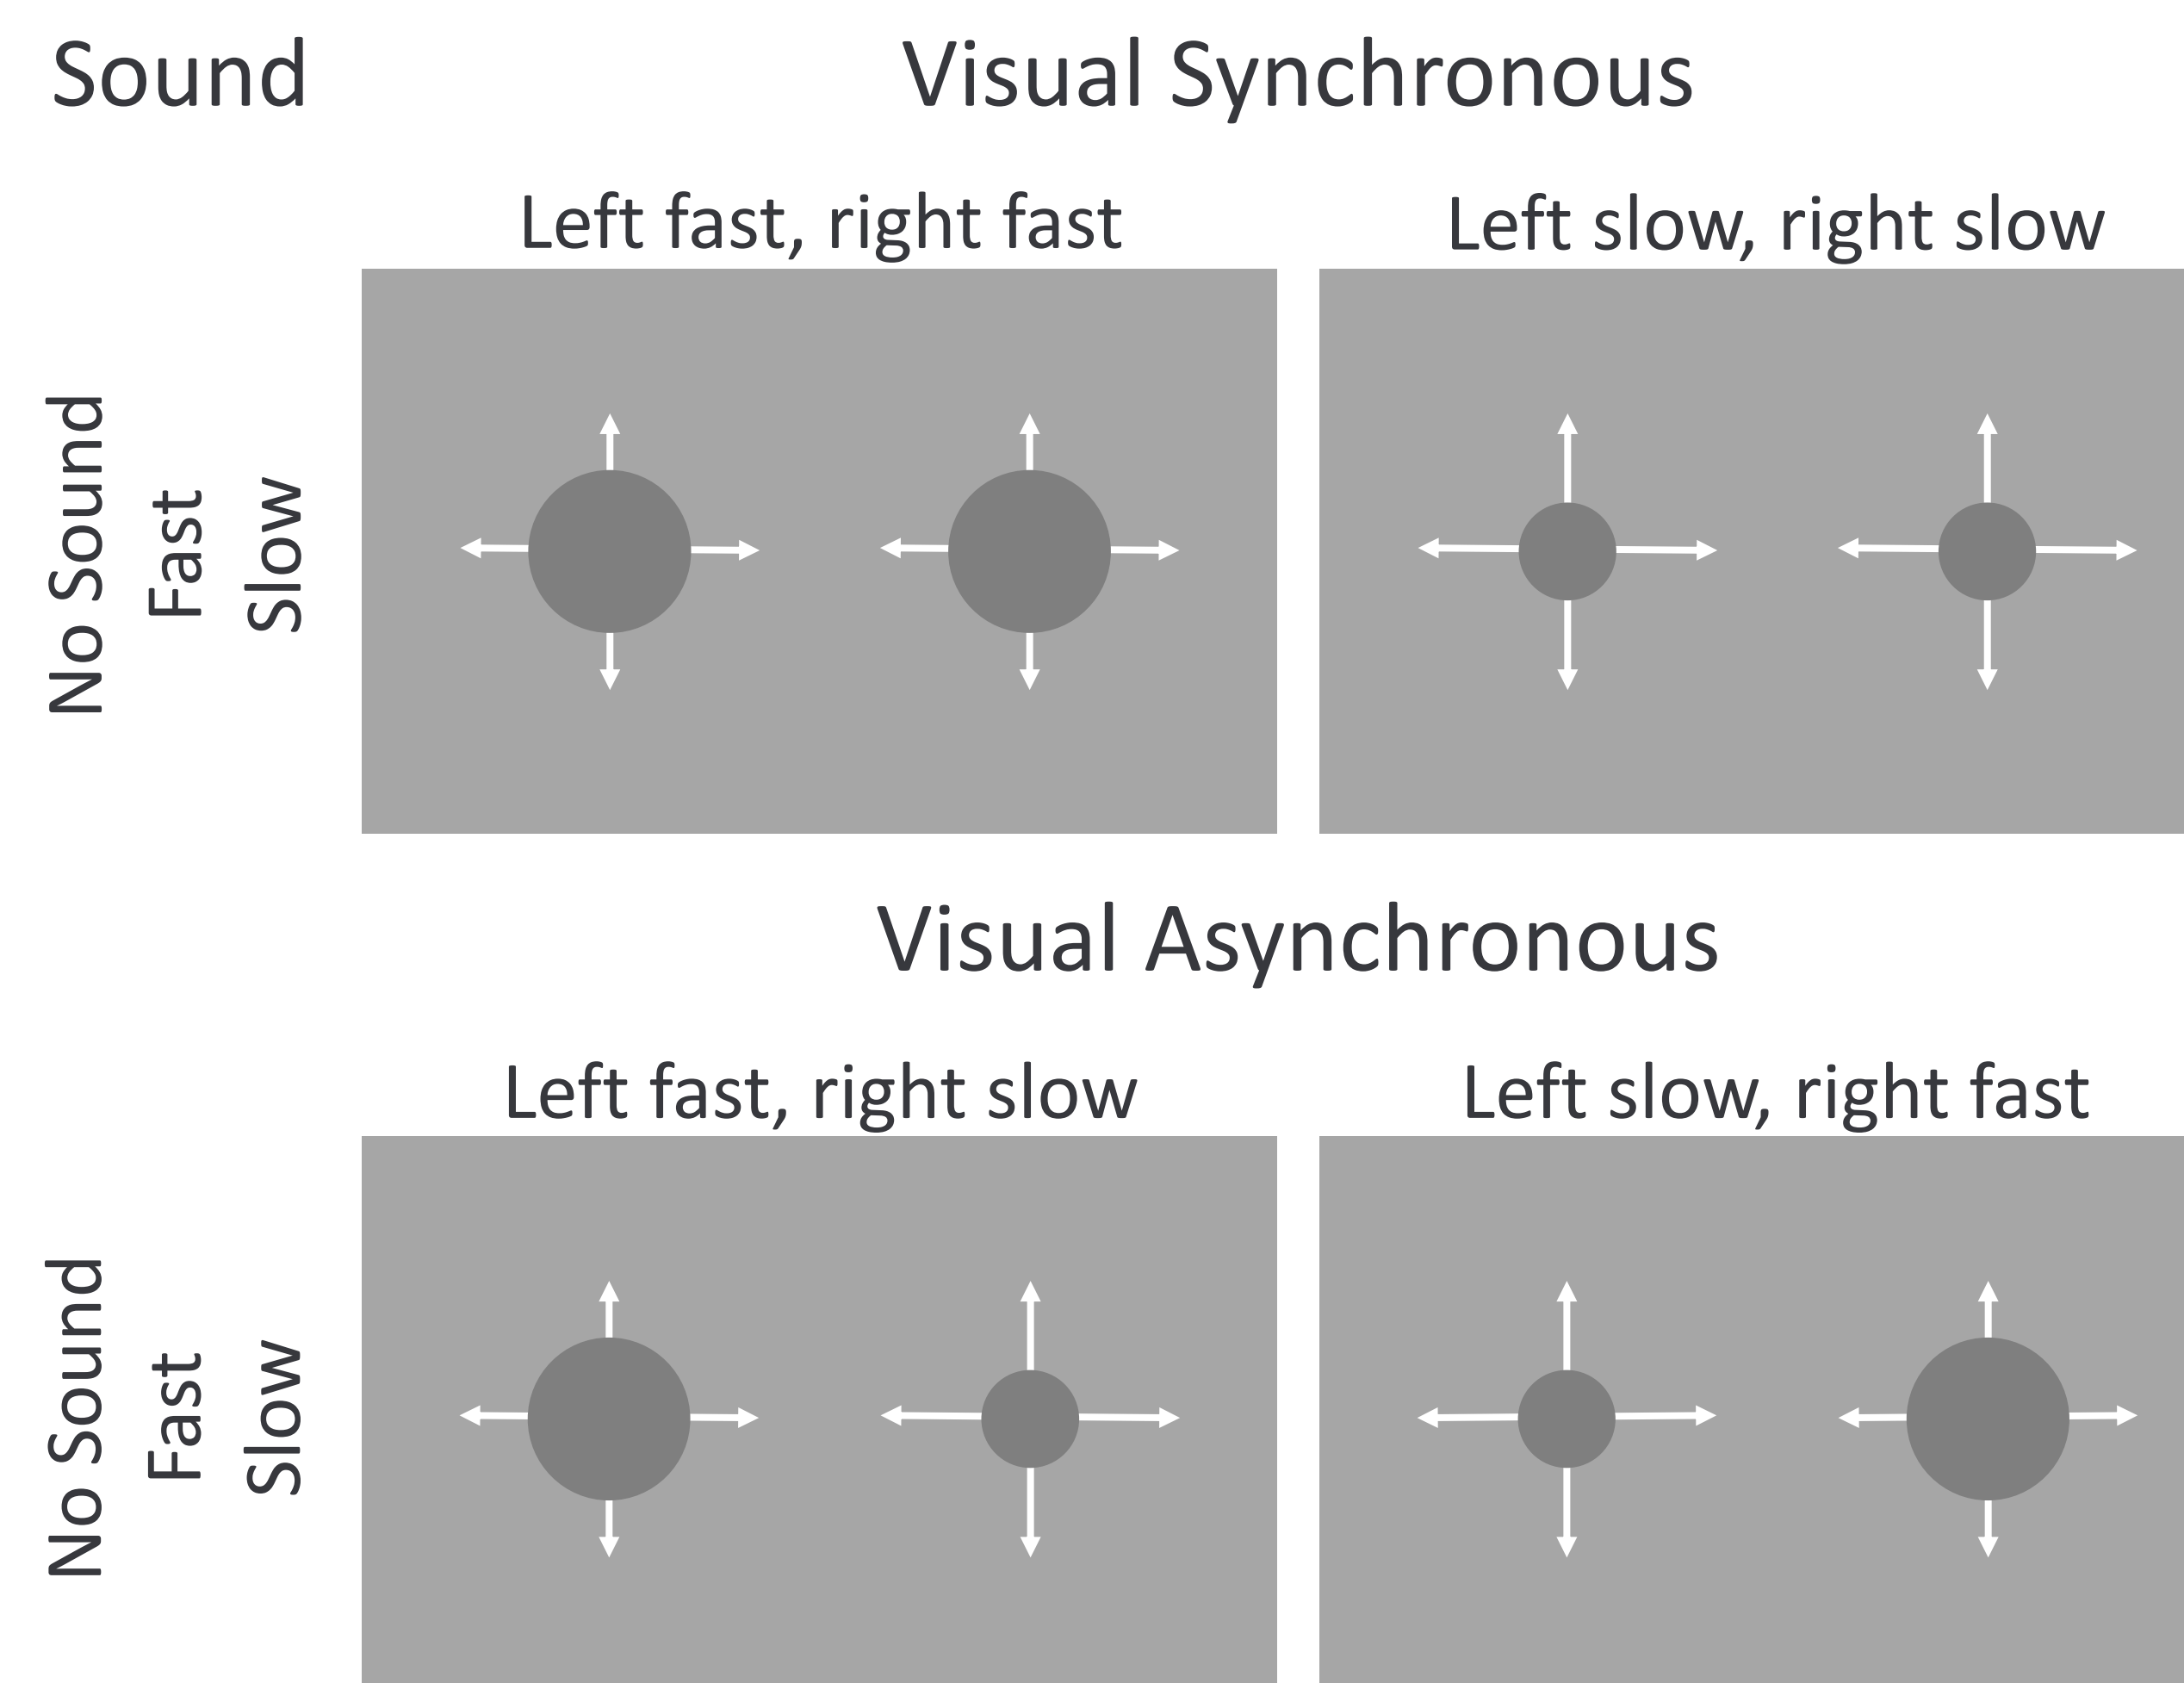 Sound
Visual Synchronous
Left fast, right fast
Left slow, right slow
No Sound
Fast
Slow
Visual Asynchronous
Left fast, right slow
Left slow, right fast
No Sound
Fast
Slow